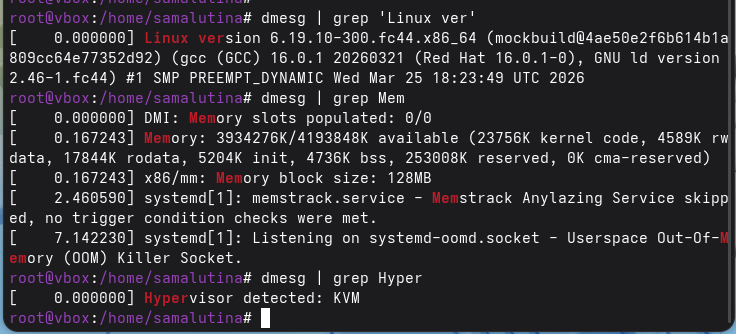 root@vbox:/home/samalutina# dmesg | grep 'Linux ver'
[    0.000000] Linux version 6.19.10-300.fc44.x86_64 (mockbuild@4ae50e2f6b614b1a
809cc64e77352d92) (gcc (GCC) 16.0.1 20260321 (Red Hat 16.0.1-0), GNU ld version
2.46-1.fc44) #1 SMP PREEMPT_DYNAMIC Wed Mar 25 18:23:49 UTC 2026
root@vbox:/home/samalutina# dmesg | grep Mem
[    0.000000] DMI: Memory slots populated: 0/0
[    0.167243] Memory: 3934276K/4193848K available (23756K kernel code, 4589K rw
data, 17844K rodata, 5204K init, 4736K bss, 253008K reserved, 0K cma-reserved)
[    0.167243] x86/mm: Memory block size: 128MB
[    2.460590] systemd[1]: memstrack.service - Memstrack Anylazing Service skipp
ed, no trigger condition checks were met.
[    7.142230] systemd[1]: Listening on systemd-oomd.socket - Userspace Out-Of-M
emory (OOM) Killer Socket.
root@vbox:/home/samalutina# dmesg | grep Hyper
[    0.000000] Hypervisor detected: KVM
root@vbox:/home/samalutina#